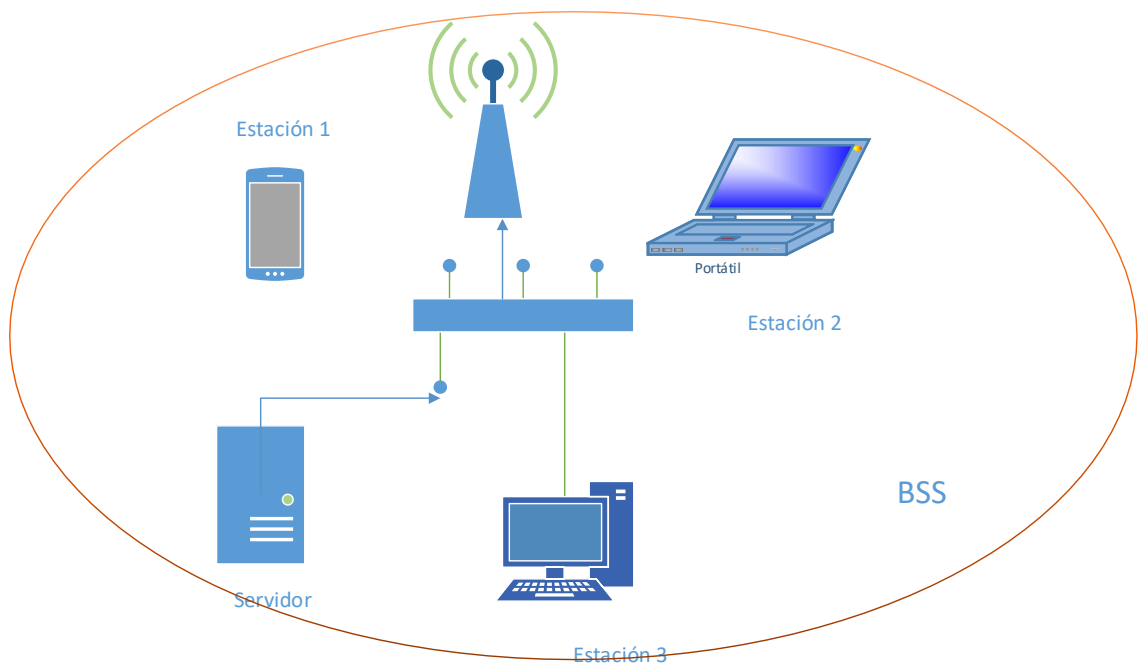 Estación 1
Portátil
Estación 2
BSS
Servidor
Estación 3